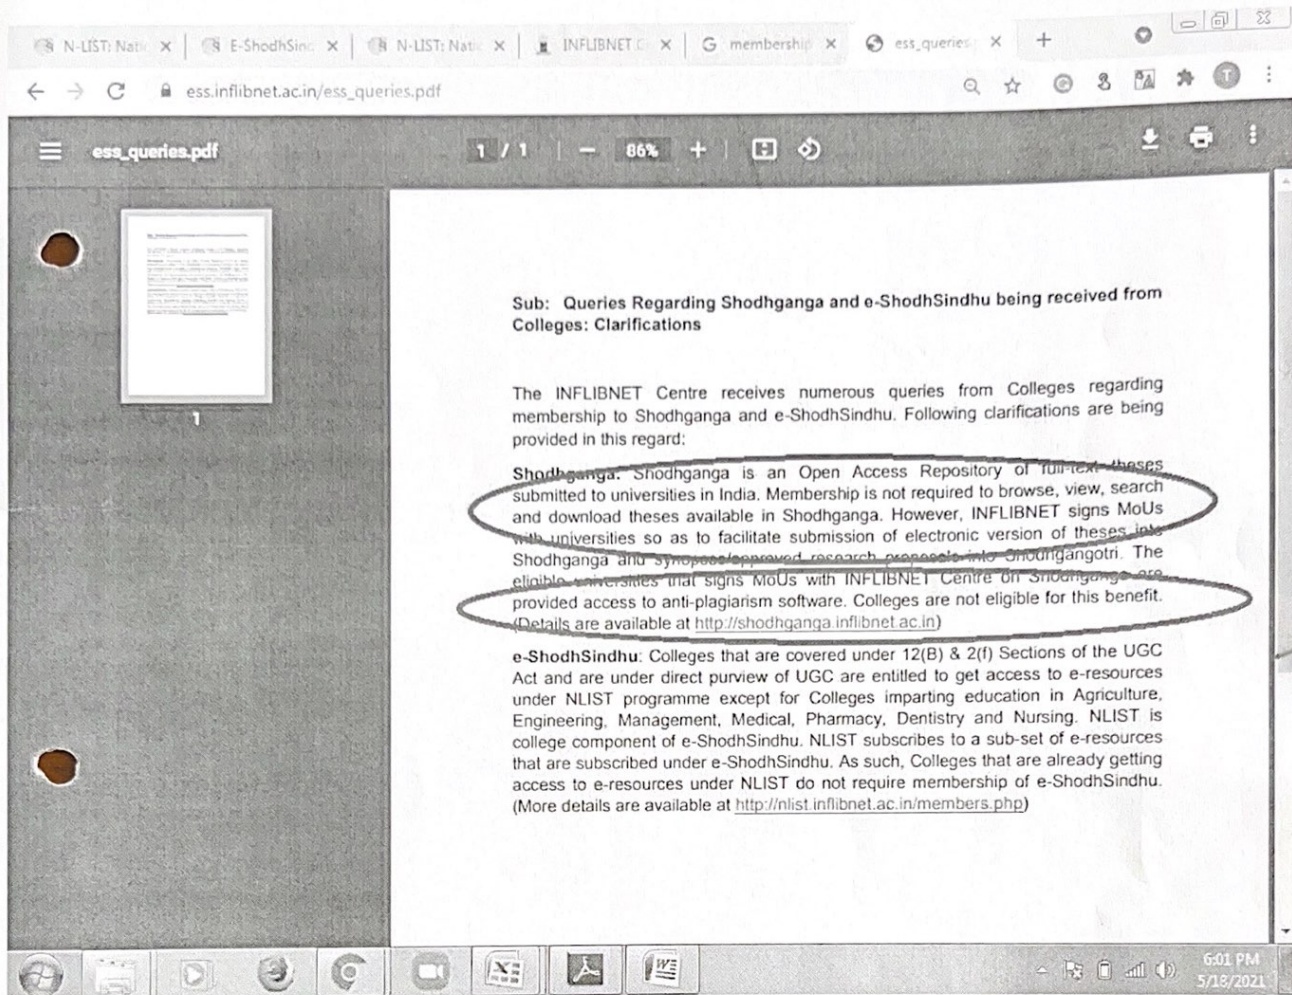 N-LIST: Nati
E-ShodhSinc
N-LIST: Nati
INFLIBNET C
membership
ess_queries
ess.inflibnet.ac.in/ess_queries.pdf
T
ess_queries.pdf
1 / 1
86%
1
Sub: Queries Regarding Shodhganga and e-ShodhSindhu being received from
Colleges: Clarifications
The INFLIBNET Centre receives numerous queries from Colleges regarding
membership to Shodhganga and e-ShodhSindhu. Following clarifications are being
provided in this regard:
Shodhganga: Shodhganga is an Open Access Repository of full-text theses
submitted to universities in India. Membership is not required to browse, view, search
and download theses available in Shodhganga. However, INFLIBNET signs MoUs
with universities so as to facilitate submission of electronic version of theses into
Shodhganga and synopses/approved research proposals into Shodhgangotri. The
eligible universities that signs MoUs with INFLIBNET Centre on Shodhganga are
provided access to anti-plagiarism software. Colleges are not eligible for this benefit.
(Details are available at http://shodhganga.inflibnet.ac.in)
e-ShodhSindhu: Colleges that are covered under 12(B) & 2(f) Sections of the UGC
Act and are under direct purview of UGC are entitled to get access to e-resources
under NLIST programme except for Colleges imparting education in Agriculture,
Engineering, Management, Medical, Pharmacy, Dentistry and Nursing. NLIST is
college component of e-ShodhSindhu. NLIST subscribes to a sub-set of e-resources
that are subscribed under e-ShodhSindhu. As such, Colleges that are already getting
access to e-resources under NLIST do not require membership of e-ShodhSindhu.
(More details are available at http://nlist.inflibnet.ac.in/members.php)
6:01 PM
5/18/2021